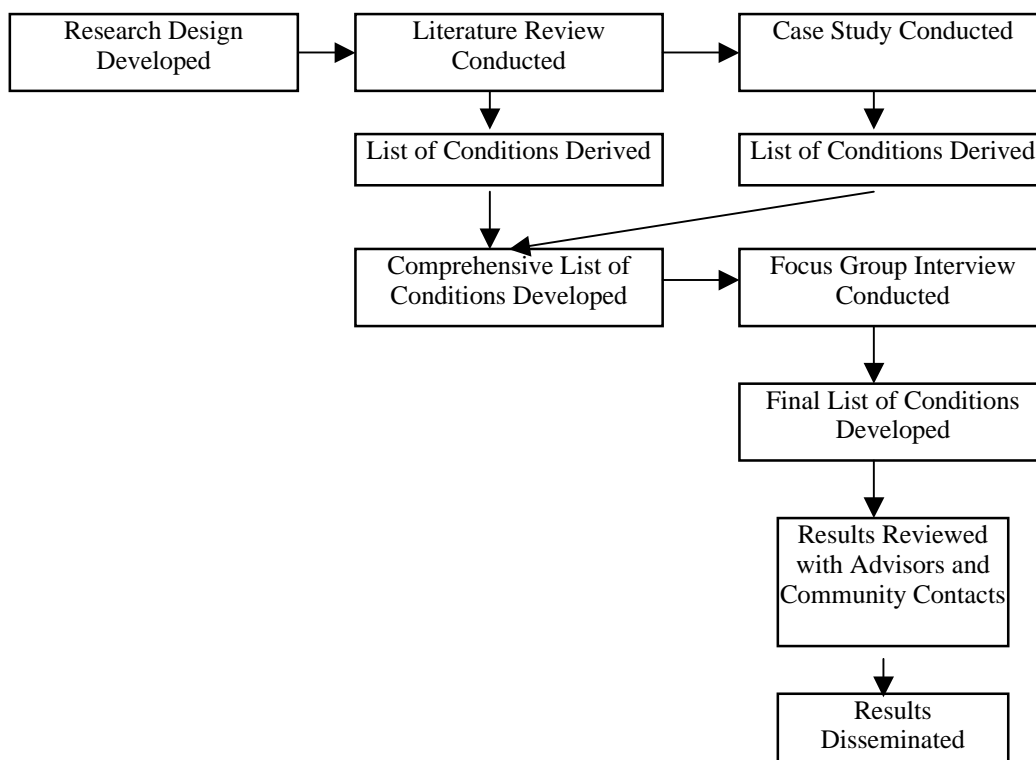 Research Design
Developed
Literature Review
Conducted
Case Study Conducted
List of Conditions Derived
List of Conditions Derived
Comprehensive List of
Conditions Developed
Focus Group Interview
Conducted
Final List of Conditions
Developed
Results Reviewed
with Advisors and
Community Contacts
Results
Disseminated